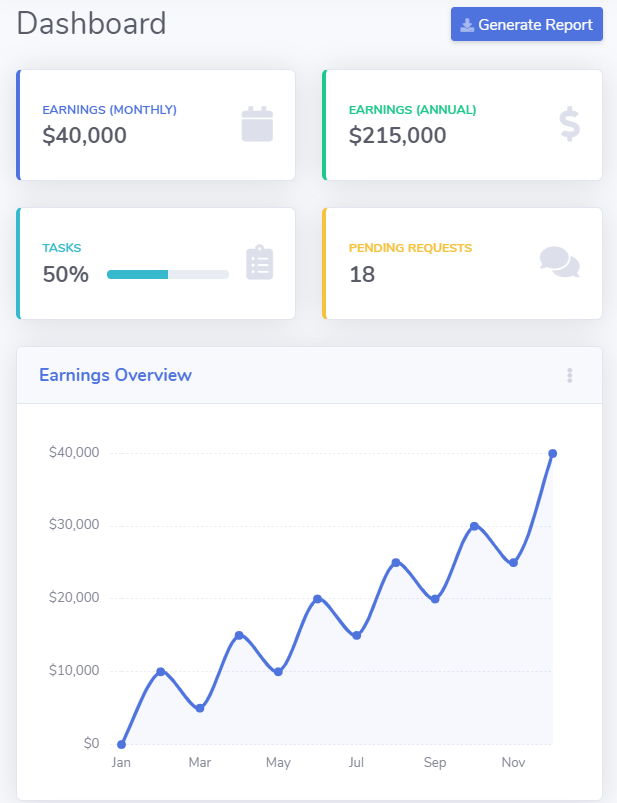 Dashboard
Generate Report
EARNINGS (MONTHLY)
$40,000
EARNINGS (ANNUAL)
$215,000
TASKS
50%
PENDING REQUESTS
18
Earnings Overview
$40,000
$30,000
$20,000
$10,000
$0
Jan Mar May Jul Sep Nov